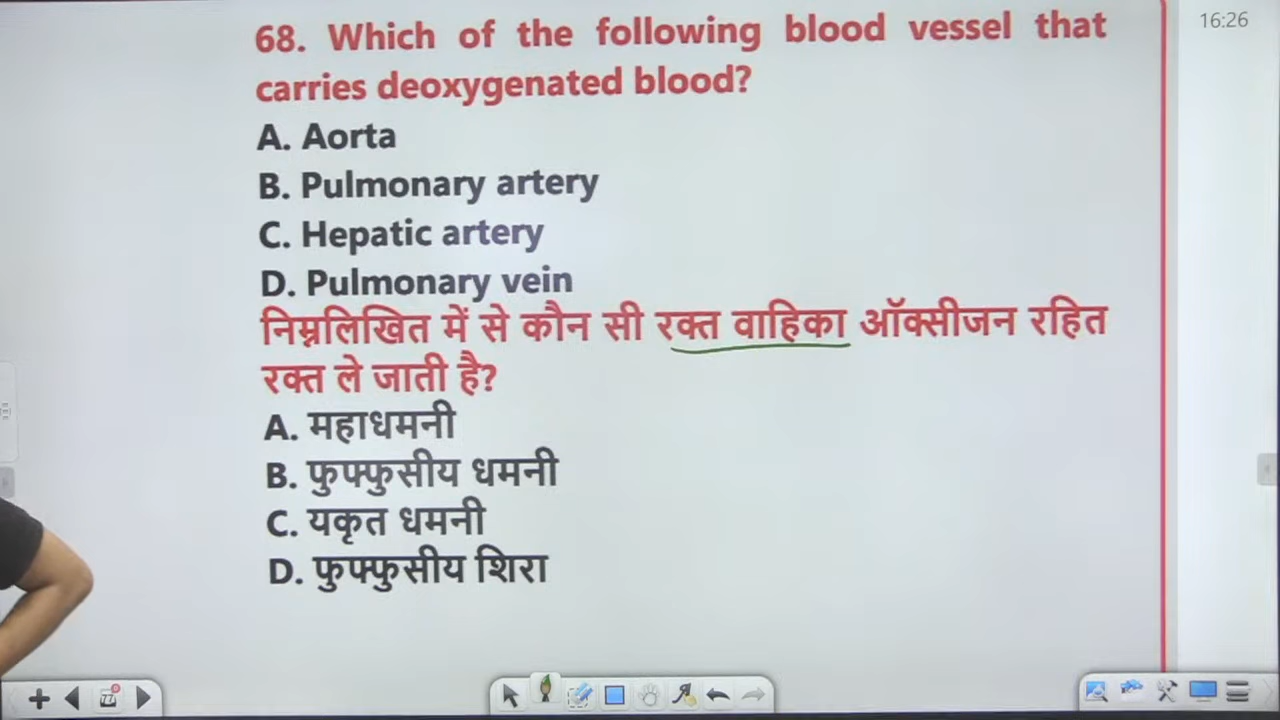 68. Which of the following blood vessel that
carries deoxygenated blood?
A. Aorta
B. Pulmonary artery
C. Hepatic artery
D. Pulmonary vein
निम्नलिखित में से कौन सी रक्त वाहिका ऑक्सीजन रहित
रक्त ले जाती है?
A. महाधमनी
B. फुफ्फुसीय धमनी
C. यकृत धमनी
D. फुफ्फुसीय शिरा
16:26